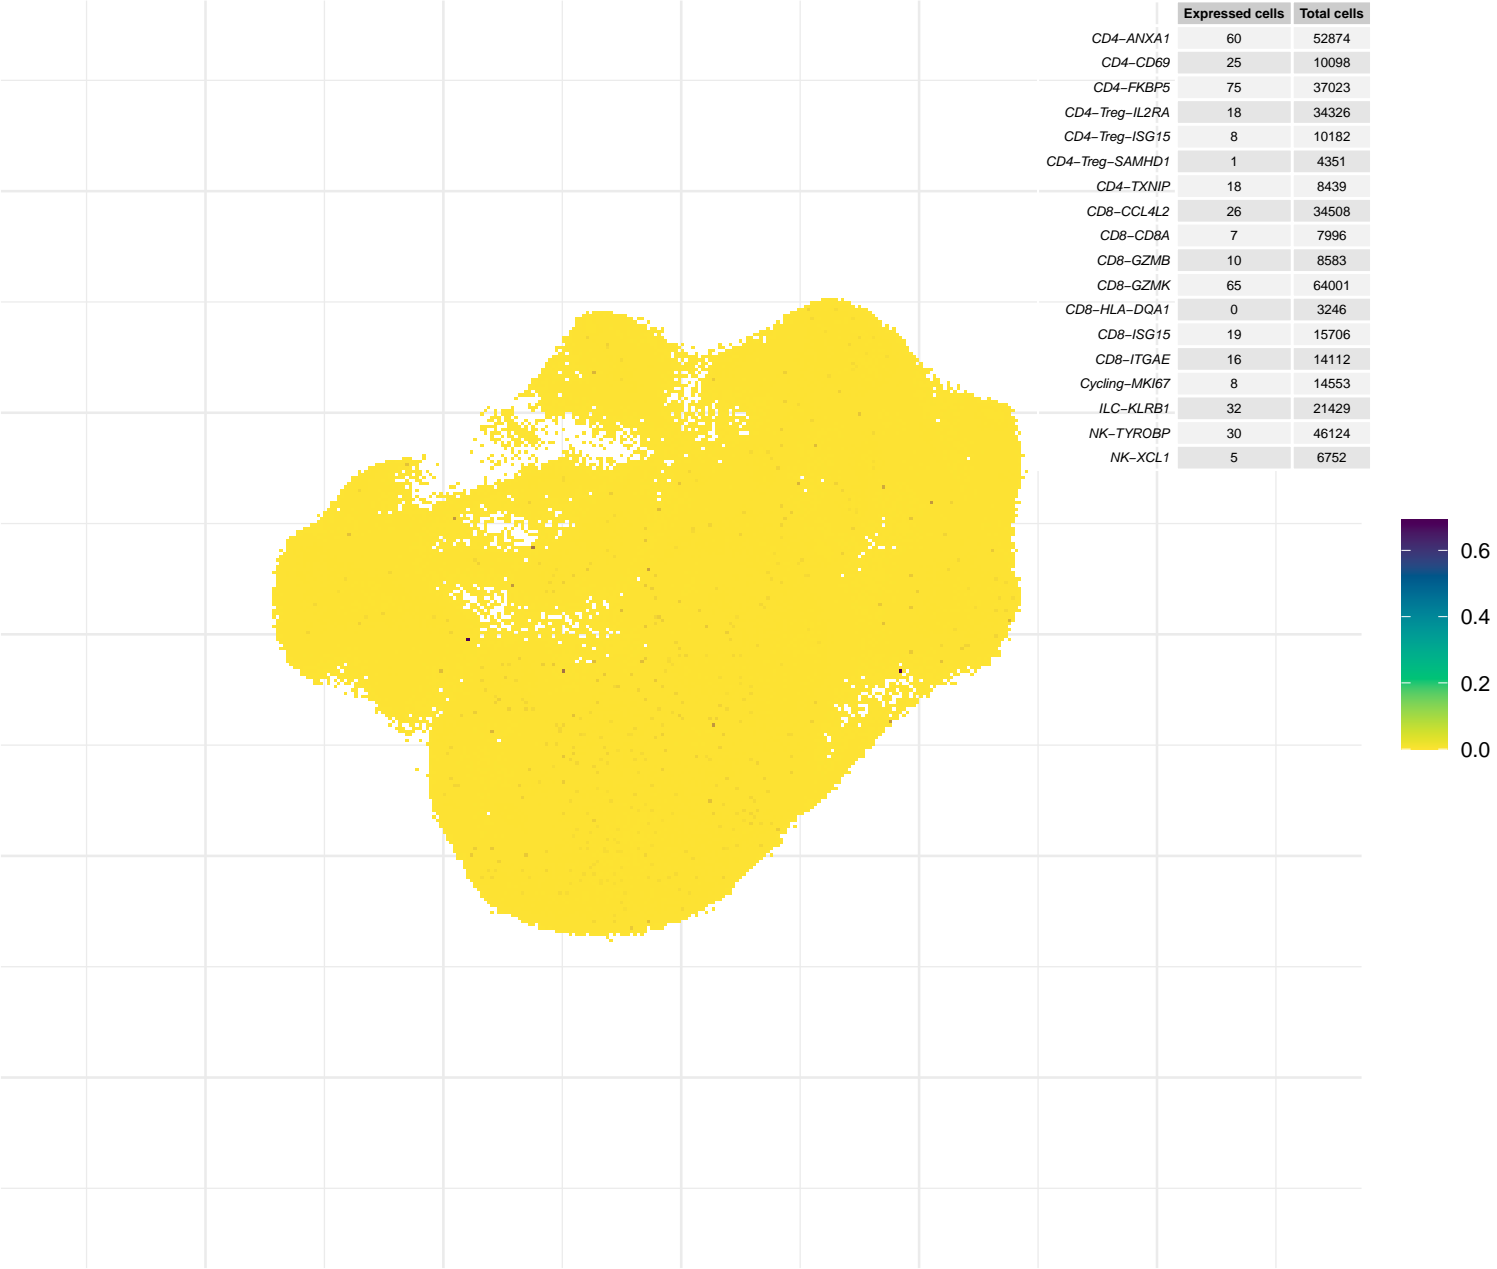 Expressed cells Total cells
CD4−ANXA1 60 52874
CD4−CD69 25 10098
CD4−FKBP5 75 37023
CD4−Treg−IL2RA 18 34326
CD4−Treg−ISG15 8 10182
CD4−Treg−SAMHD1 1 4351
CD4−TXNIP 18 8439
CD8−CCL4L2 26 34508
CD8−CD8A 7 7996
CD8−GZMB 10 8583
CD8−GZMK 65 64001
CD8−HLA−DQA1 0 3246
CD8−ISG15 19 15706
CD8−ITGAE 16 14112
Cycling−MKI67 8 14553
ILC−KLRB1 32 21429
NK−TYROBP 30 46124
NK−XCL1 5 6752
0.6
0.4
0.2
0.0